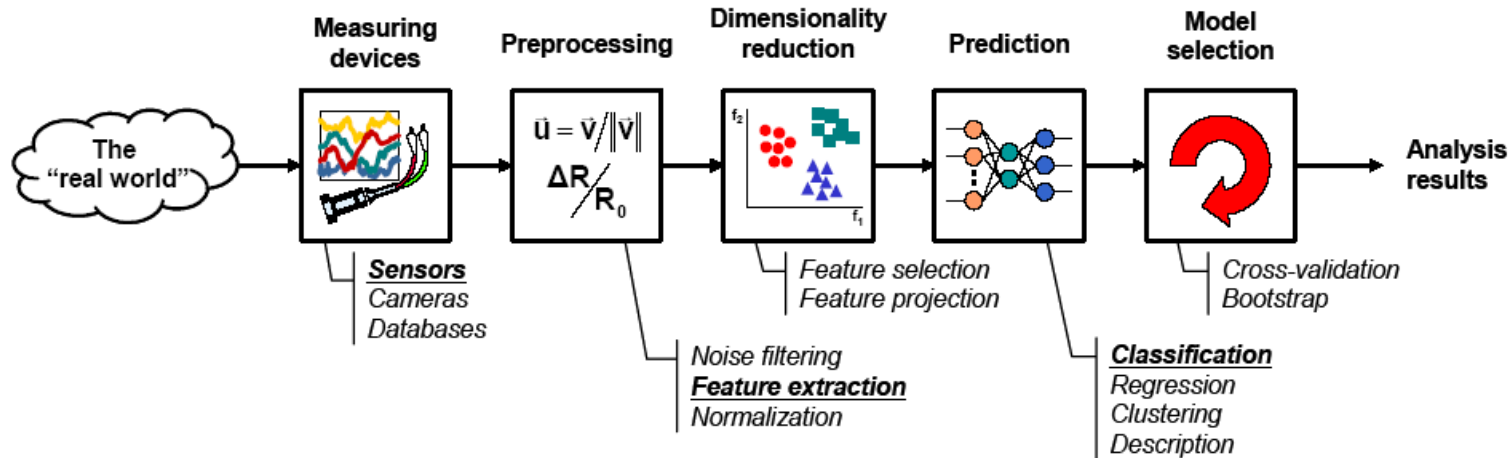 Measuring
devices
Preprocessing
Dimensionality
reduction
Prediction
Model
selection
The
“real world”
u⃗ = v⃗/‖v⃗‖
ΔR/R₀
f₂
f₁
Analysis
results
Sensors
Cameras
Databases
Noise filtering
Feature extraction
Normalization
Feature selection
Feature projection
Classification
Regression
Clustering
Description
Cross-validation
Bootstrap